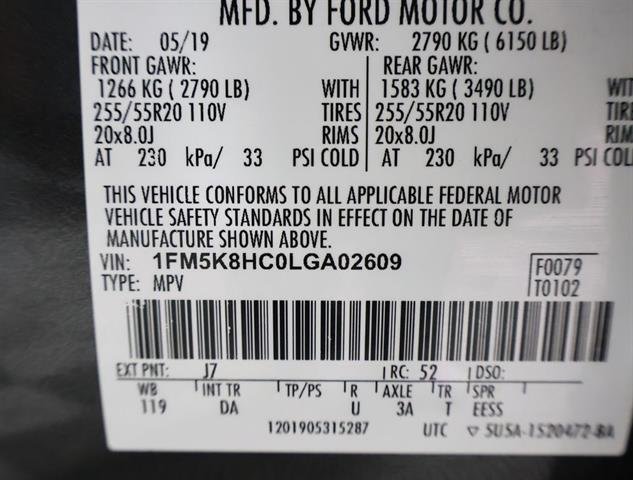 MFD. BY FORD MOTOR CO.
DATE: 05/19 GVWR: 2790 KG ( 6150 LB)
FRONT GAWR: REAR GAWR:
1266 KG ( 2790 LB) WITH 1583 KG ( 3490 LB) WIT
255/55R20 110V TIRES 255/55R20 110V TIRE
20x8.0J RIMS 20x8.0J RIMS
AT 230 kPa/ 33 PSI COLD AT 230 kPa/ 33 PSI COL
THIS VEHICLE CONFORMS TO ALL APPLICABLE FEDERAL MOTOR
VEHICLE SAFETY STANDARDS IN EFFECT ON THE DATE OF
MANUFACTURE SHOWN ABOVE.
VIN: 1FM5K8HC0LGA02609 F0079
TYPE: MPV T0102
EXT PNT: J7 RC: 52 DSO:
WB INT TR TP/PS R AXLE TR SPR
119 DA U 3A T EESS
1201905315287 UTC ▽ 5U5A-1520472-BA